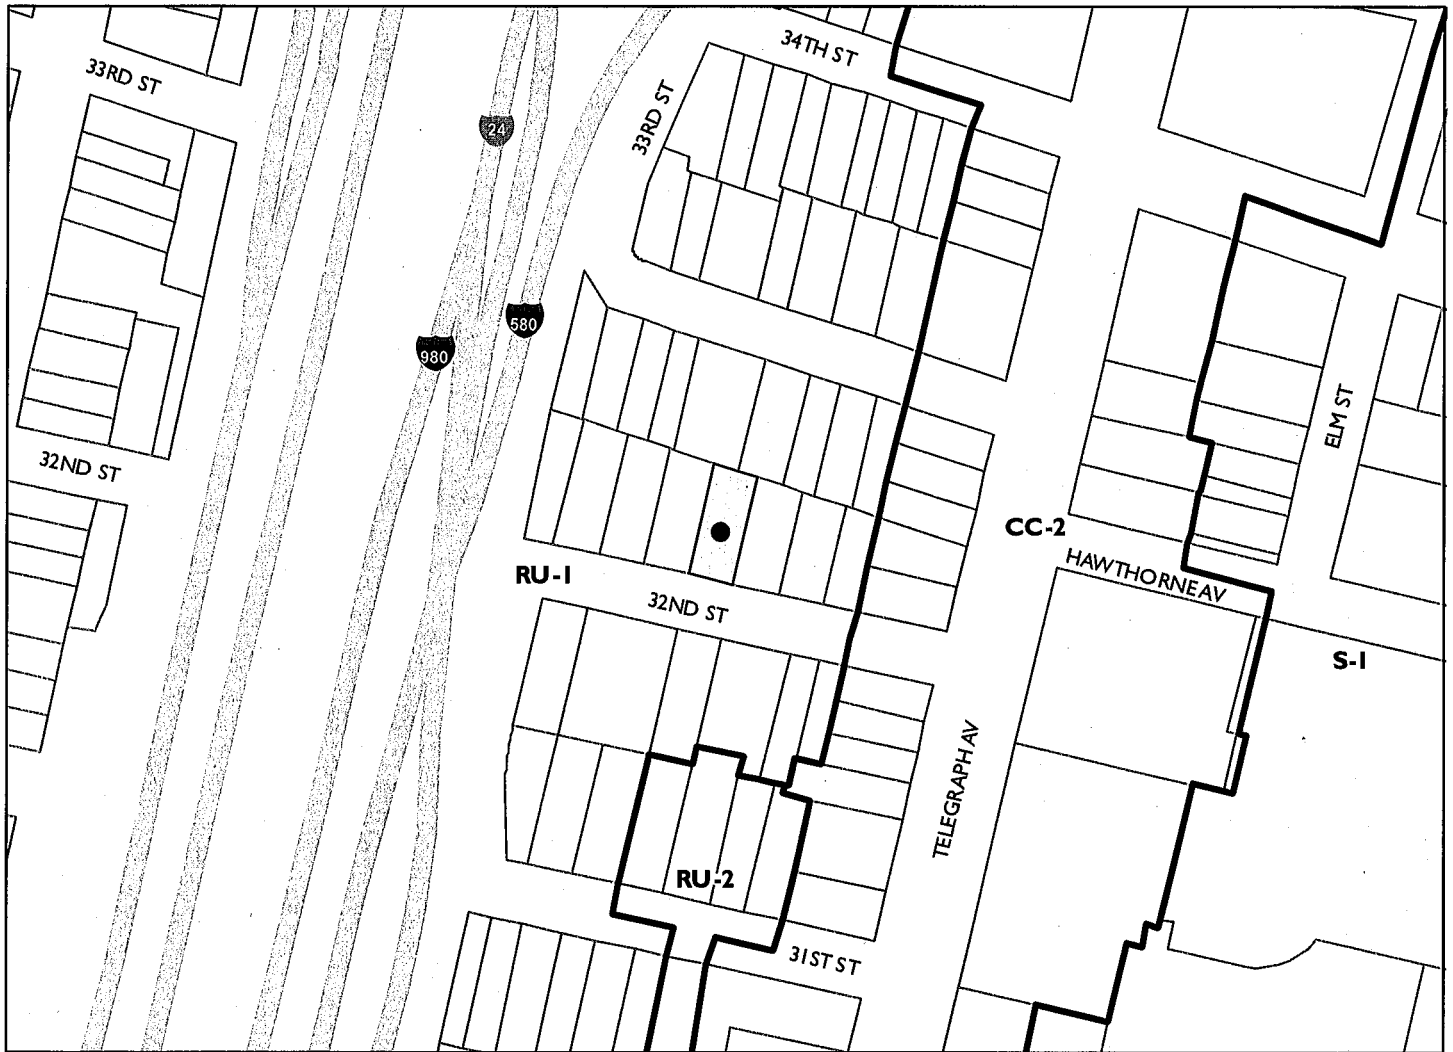 34TH ST
33RD ST
33RD ST
24
580
980
32ND ST
ELM ST
CC-2
HAWTHORNE AV
RU-1
32ND ST
S-1
TELEGRAPH AV
RU-2
31ST ST